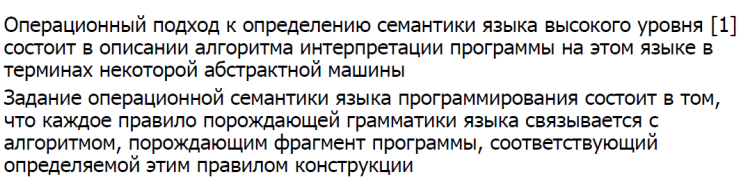 Операционный подход к определению семантики языка высокого уровня [1]
состоит в описании алгоритма интерпретации программы на этом языке в
терминах некоторой абстрактной машины
Задание операционной семантики языка программирования состоит в том,
что каждое правило порождающей грамматики языка связывается с
алгоритмом, порождающим фрагмент программы, соответствующий
определяемой этим правилом конструкции